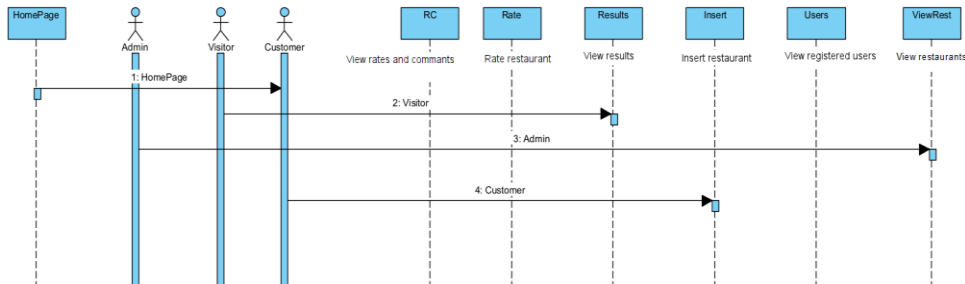 HomePage
RC
Rate
Results
Insert
Users
ViewRest
Admin
Visitor
Customer
View rates and commants
Rate restaurant
View results
Insert restaurant
View registered users
View restaurants
1: HomePage
2: Visitor
3: Admin
4: Customer